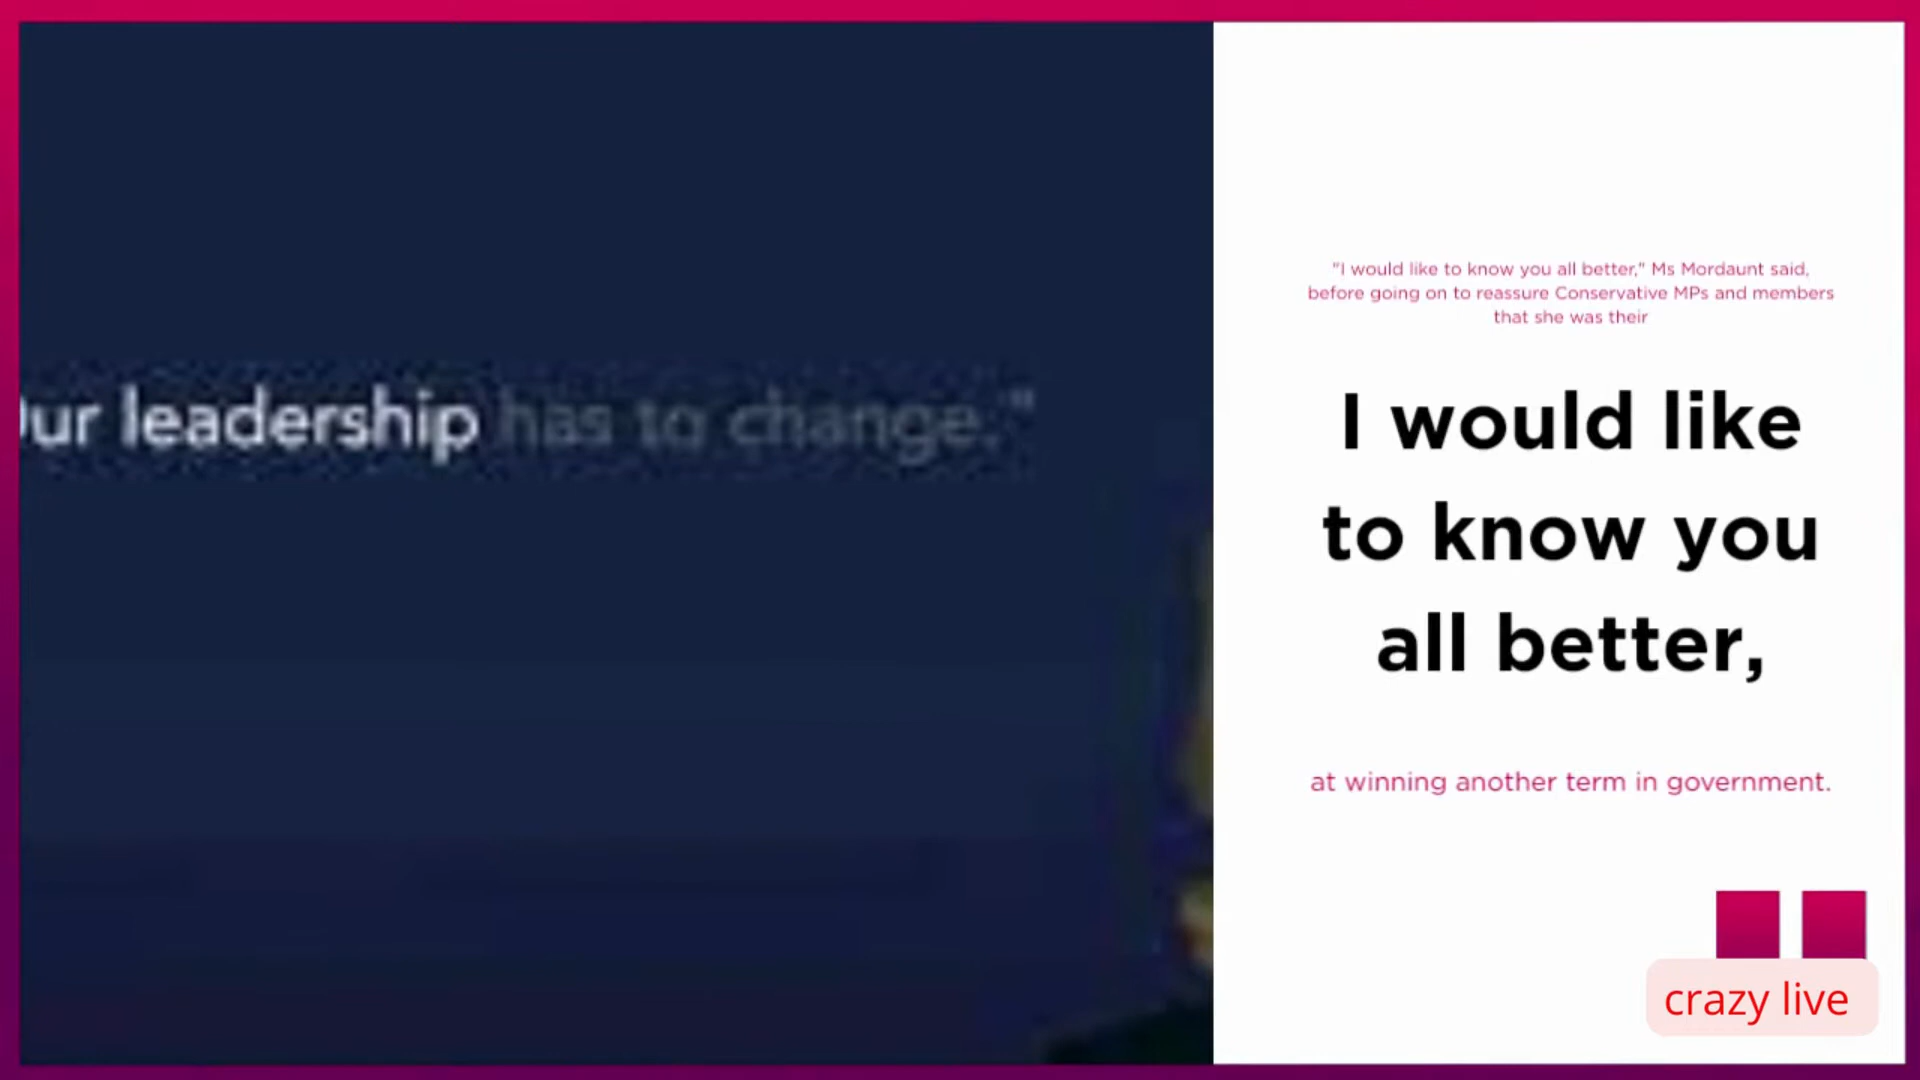 Our leadership has to change."
"I would like to know you all better," Ms Mordaunt said,
before going on to reassure Conservative MPs and members
that she was their
I would like
to know you
all better,
at winning another term in government.
crazy live